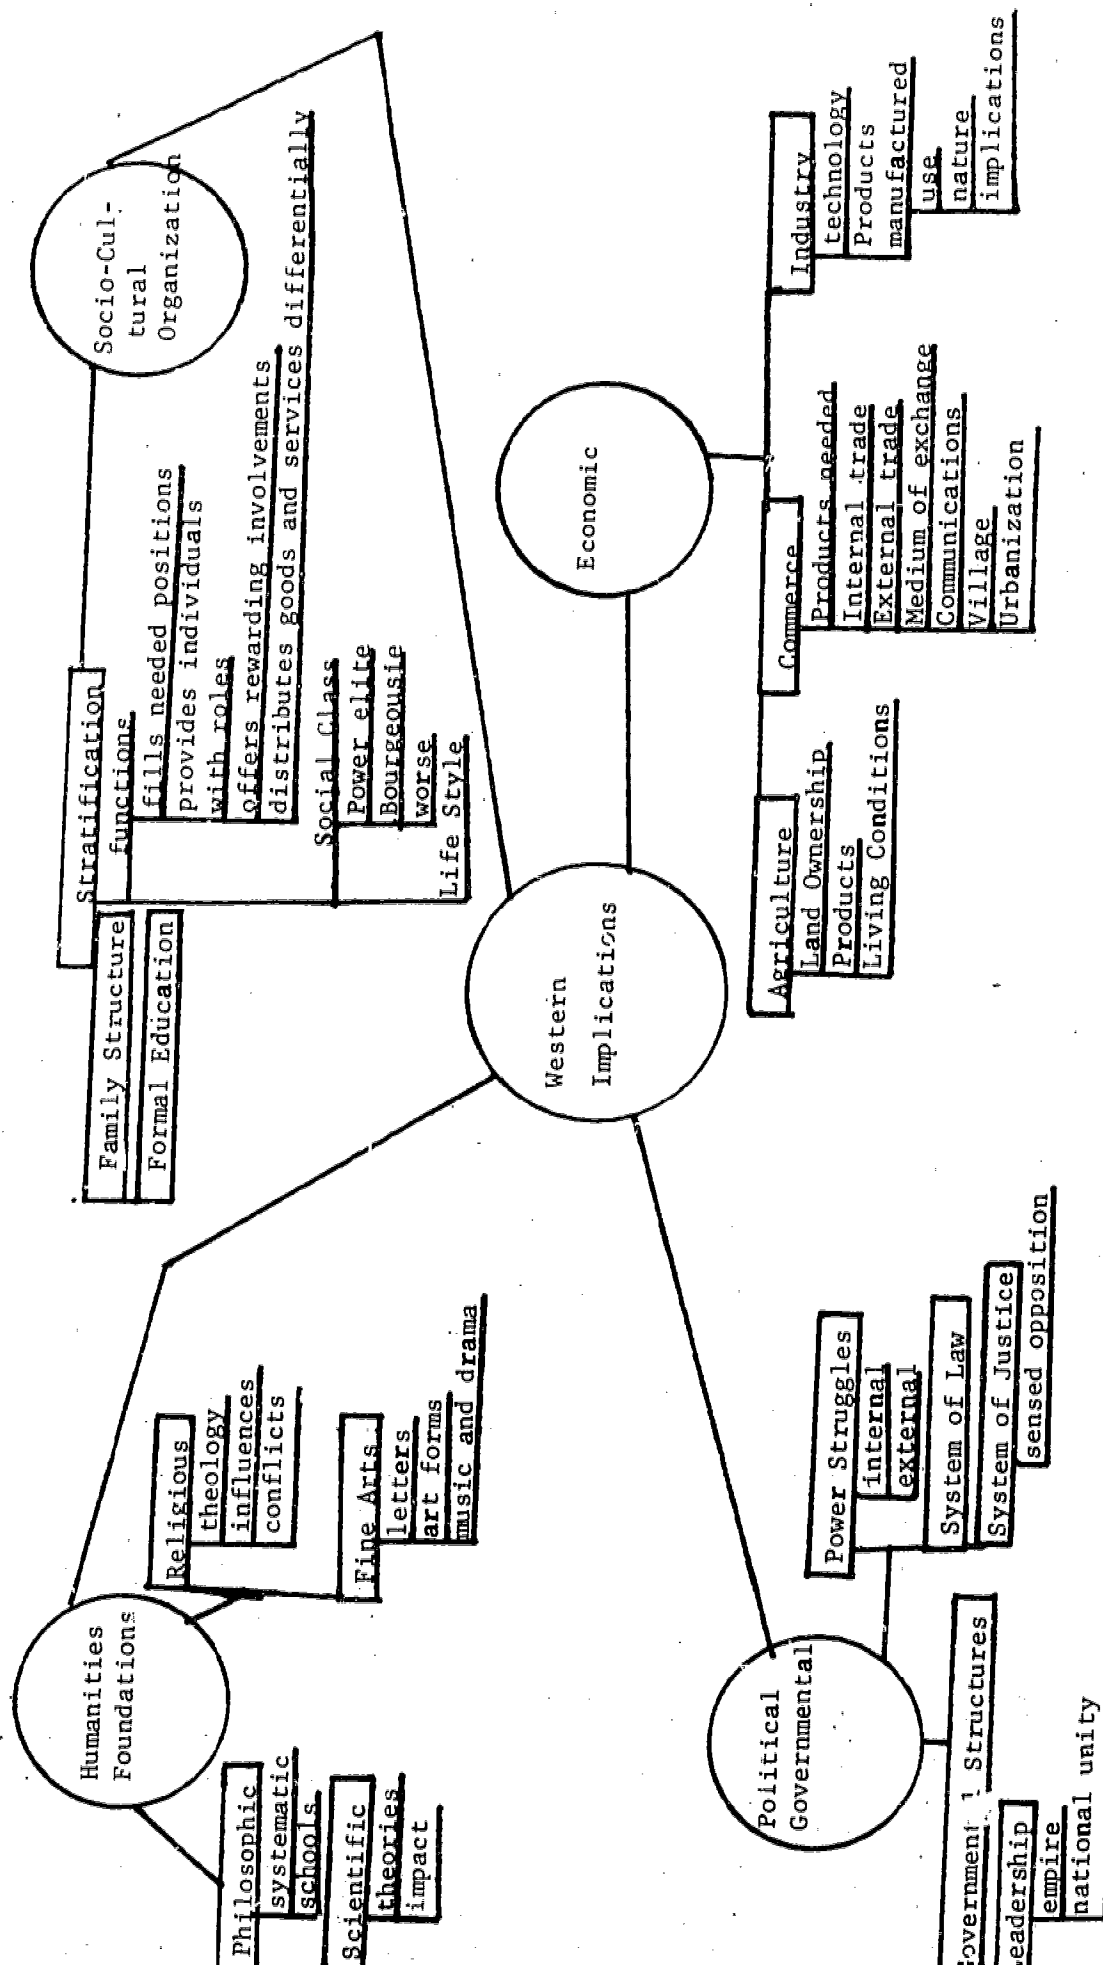 Humanities
Foundations
Philosophic
systematic
schools
Scientific
theories
impact
Religious
theology
influences
conflicts
Fine Arts
letters
art forms
music and drama
Socio-Cul-
tural
Organization
Stratification
functions
fills needed positions
provides individuals
with roles
offers rewarding involvements
distributes goods and services differentially
Social Class
Power elite
Bourgeousie
worse
Life Style
Family Structure
Formal Education
Western
Implications
Political
Governmental
Structures
empire
national unity
Power Struggles
internal
external
System of Law
System of Justice
sensed opposition
Economic
Agriculture
Land Ownership
Products
Living Conditions
Commerce
Products needed
Internal trade
External trade
Medium of exchange
Communications
Village
Urbanization
Industry
technology
Products
manufactured
use
nature
implications